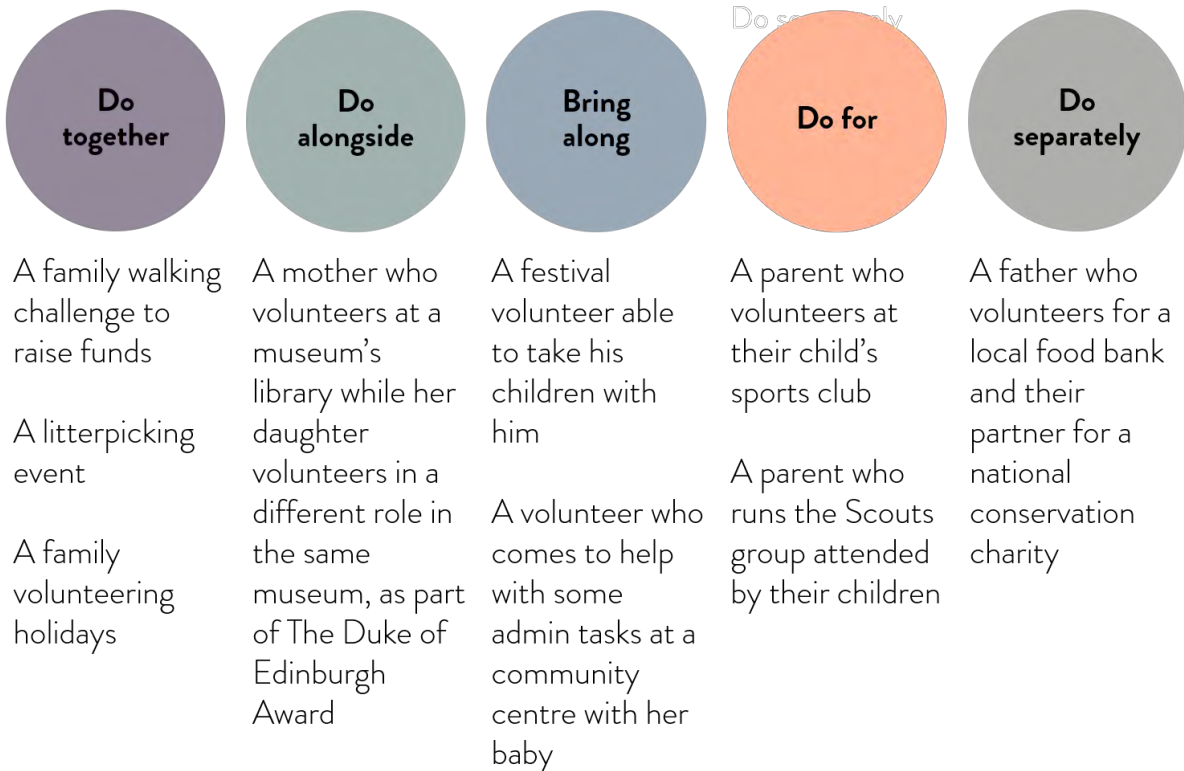 Do
together
Do
alongside
Bring
along
Do for
Do
separately
A family walking
challenge to
raise funds
A litterpicking
event
A family
volunteering
holidays
A mother who
volunteers at a
museum's
library while her
daughter
volunteers in a
different role in
the same
museum, as part
of The Duke of
Edinburgh
Award
A festival
volunteer able
to take his
children with
him
A volunteer who
comes to help
with some
admin tasks at a
community
centre with her
baby
A parent who
volunteers at
their child's
sports club
A parent who
runs the Scouts
group attended
by their children
A father who
volunteers for a
local food bank
and their
partner for a
national
conservation
charity